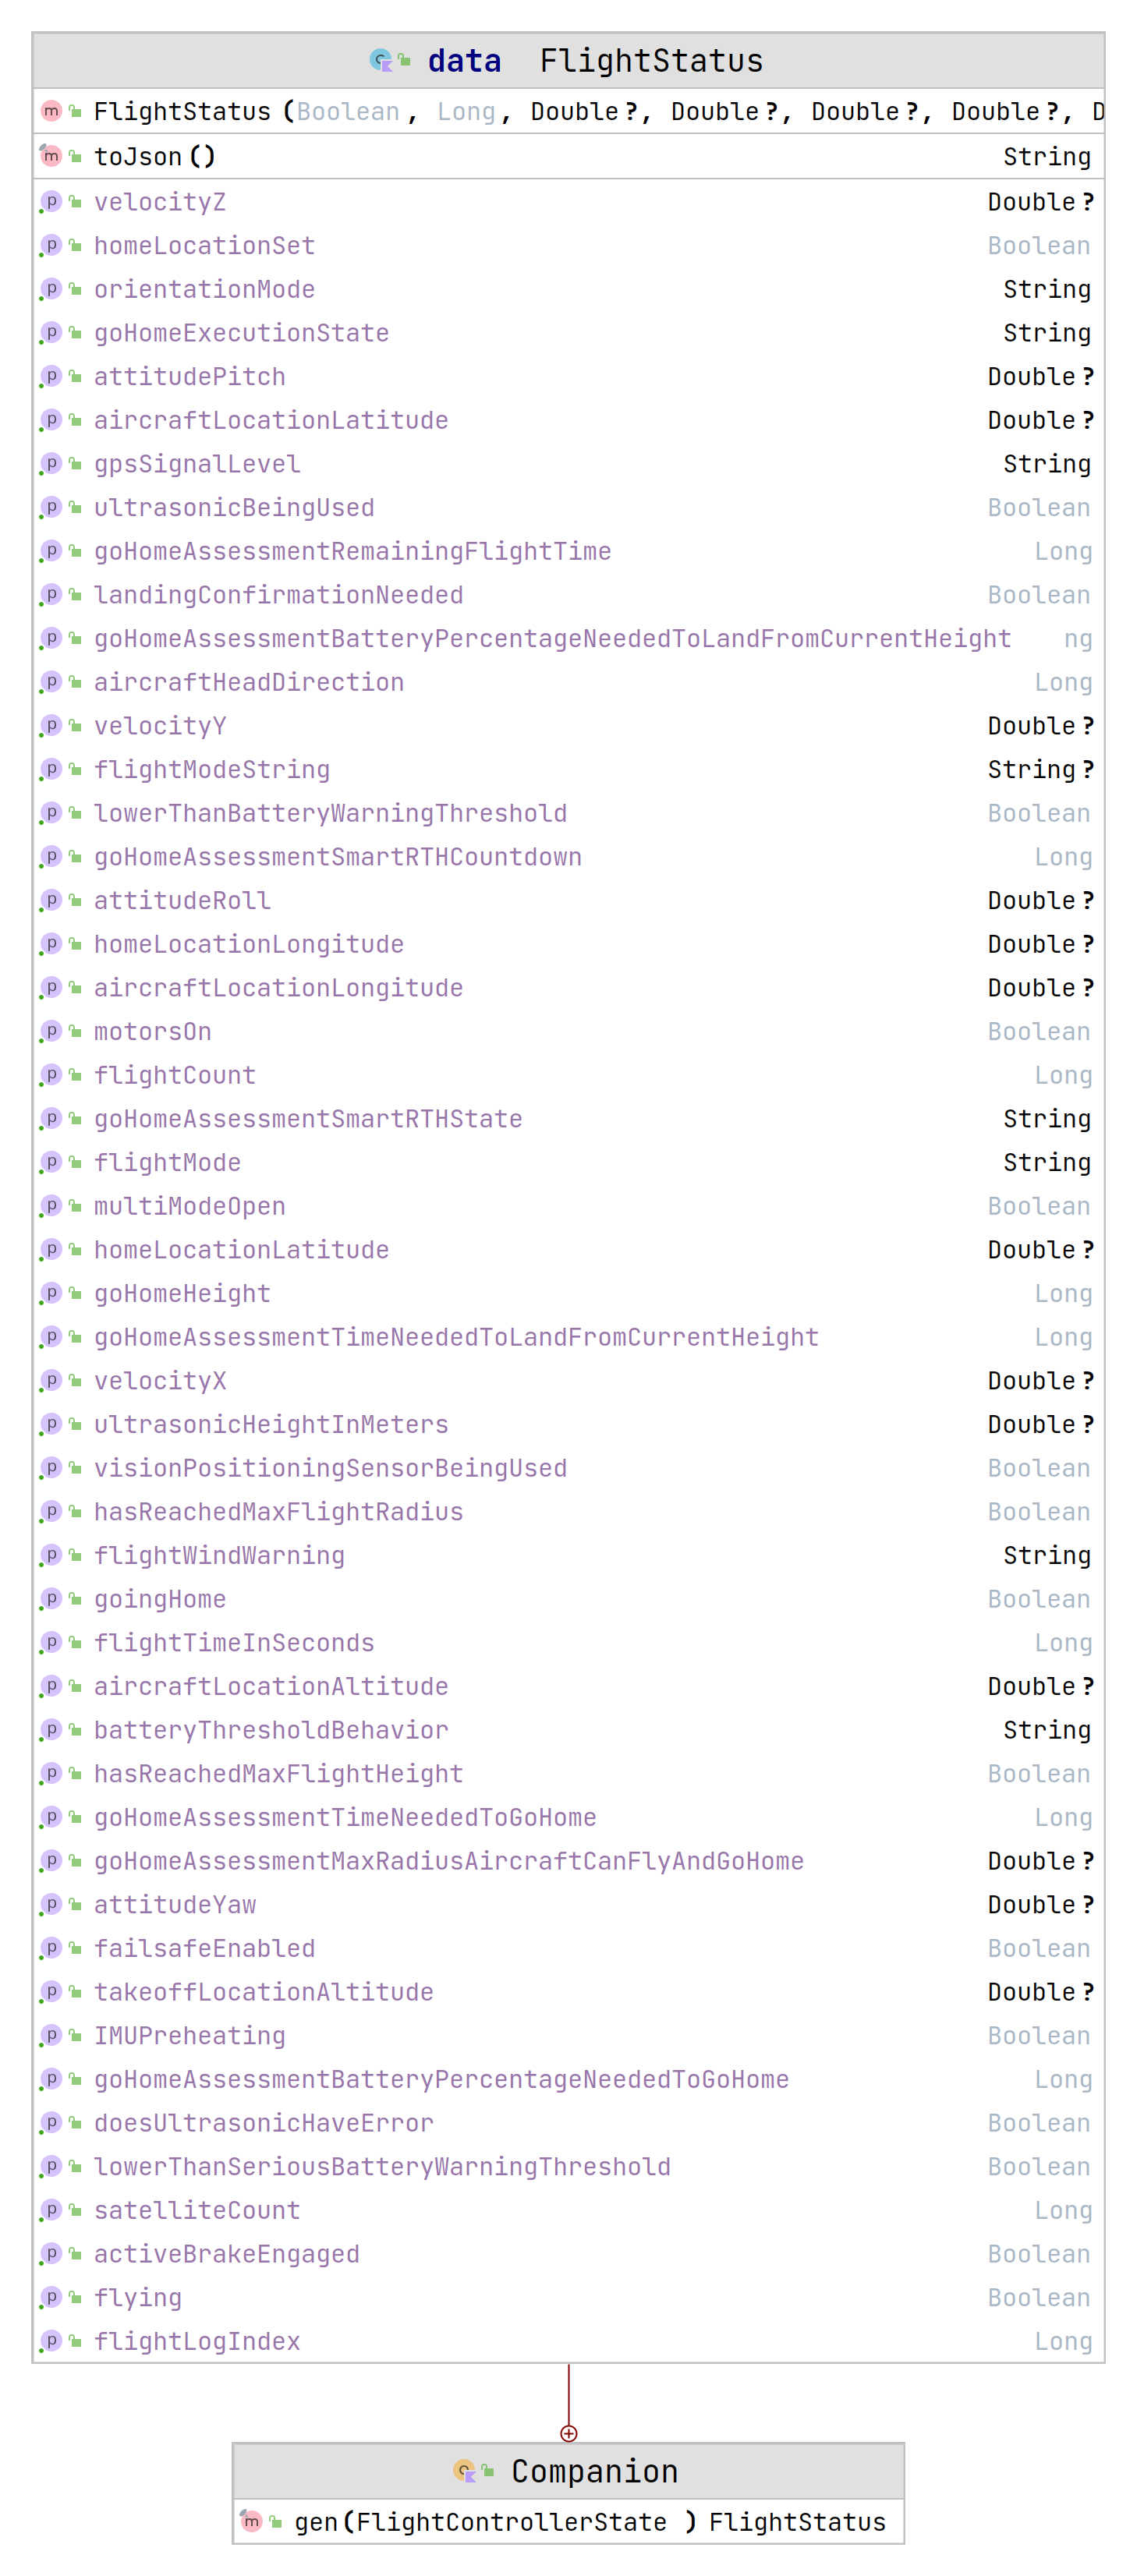 data FlightStatus
FlightStatus(Boolean, Long, Double?, Double?, Double?, Double?, D
toJson() String
velocityZ Double?
homeLocationSet Boolean
orientationMode String
goHomeExecutionState String
attitudePitch Double?
aircraftLocationLatitude Double?
gpsSignalLevel String
ultrasonicBeingUsed Boolean
goHomeAssessmentRemainingFlightTime Long
landingConfirmationNeeded Boolean
goHomeAssessmentBatteryPercentageNeededToLandFromCurrentHeight ng
aircraftHeadDirection Long
velocityY Double?
flightModeString String?
lowerThanBatteryWarningThreshold Boolean
goHomeAssessmentSmartRTHCountdown Long
attitudeRoll Double?
homeLocationLongitude Double?
aircraftLocationLongitude Double?
motorsOn Boolean
flightCount Long
goHomeAssessmentSmartRTHState String
flightMode String
multiModeOpen Boolean
homeLocationLatitude Double?
goHomeHeight Long
goHomeAssessmentTimeNeededToLandFromCurrentHeight Long
velocityX Double?
ultrasonicHeightInMeters Double?
visionPositioningSensorBeingUsed Boolean
hasReachedMaxFlightRadius Boolean
flightWindWarning String
goingHome Boolean
flightTimeInSeconds Long
aircraftLocationAltitude Double?
batteryThresholdBehavior String
hasReachedMaxFlightHeight Boolean
goHomeAssessmentTimeNeededToGoHome Long
goHomeAssessmentMaxRadiusAircraftCanFlyAndGoHome Double?
attitudeYaw Double?
failsafeEnabled Boolean
takeoffLocationAltitude Double?
IMUPreheating Boolean
goHomeAssessmentBatteryPercentageNeededToGoHome Long
doesUltrasonicHaveError Boolean
lowerThanSeriousBatteryWarningThreshold Boolean
satelliteCount Long
activeBrakeEngaged Boolean
flying Boolean
flightLogIndex Long
Companion
gen(FlightControllerState) FlightStatus